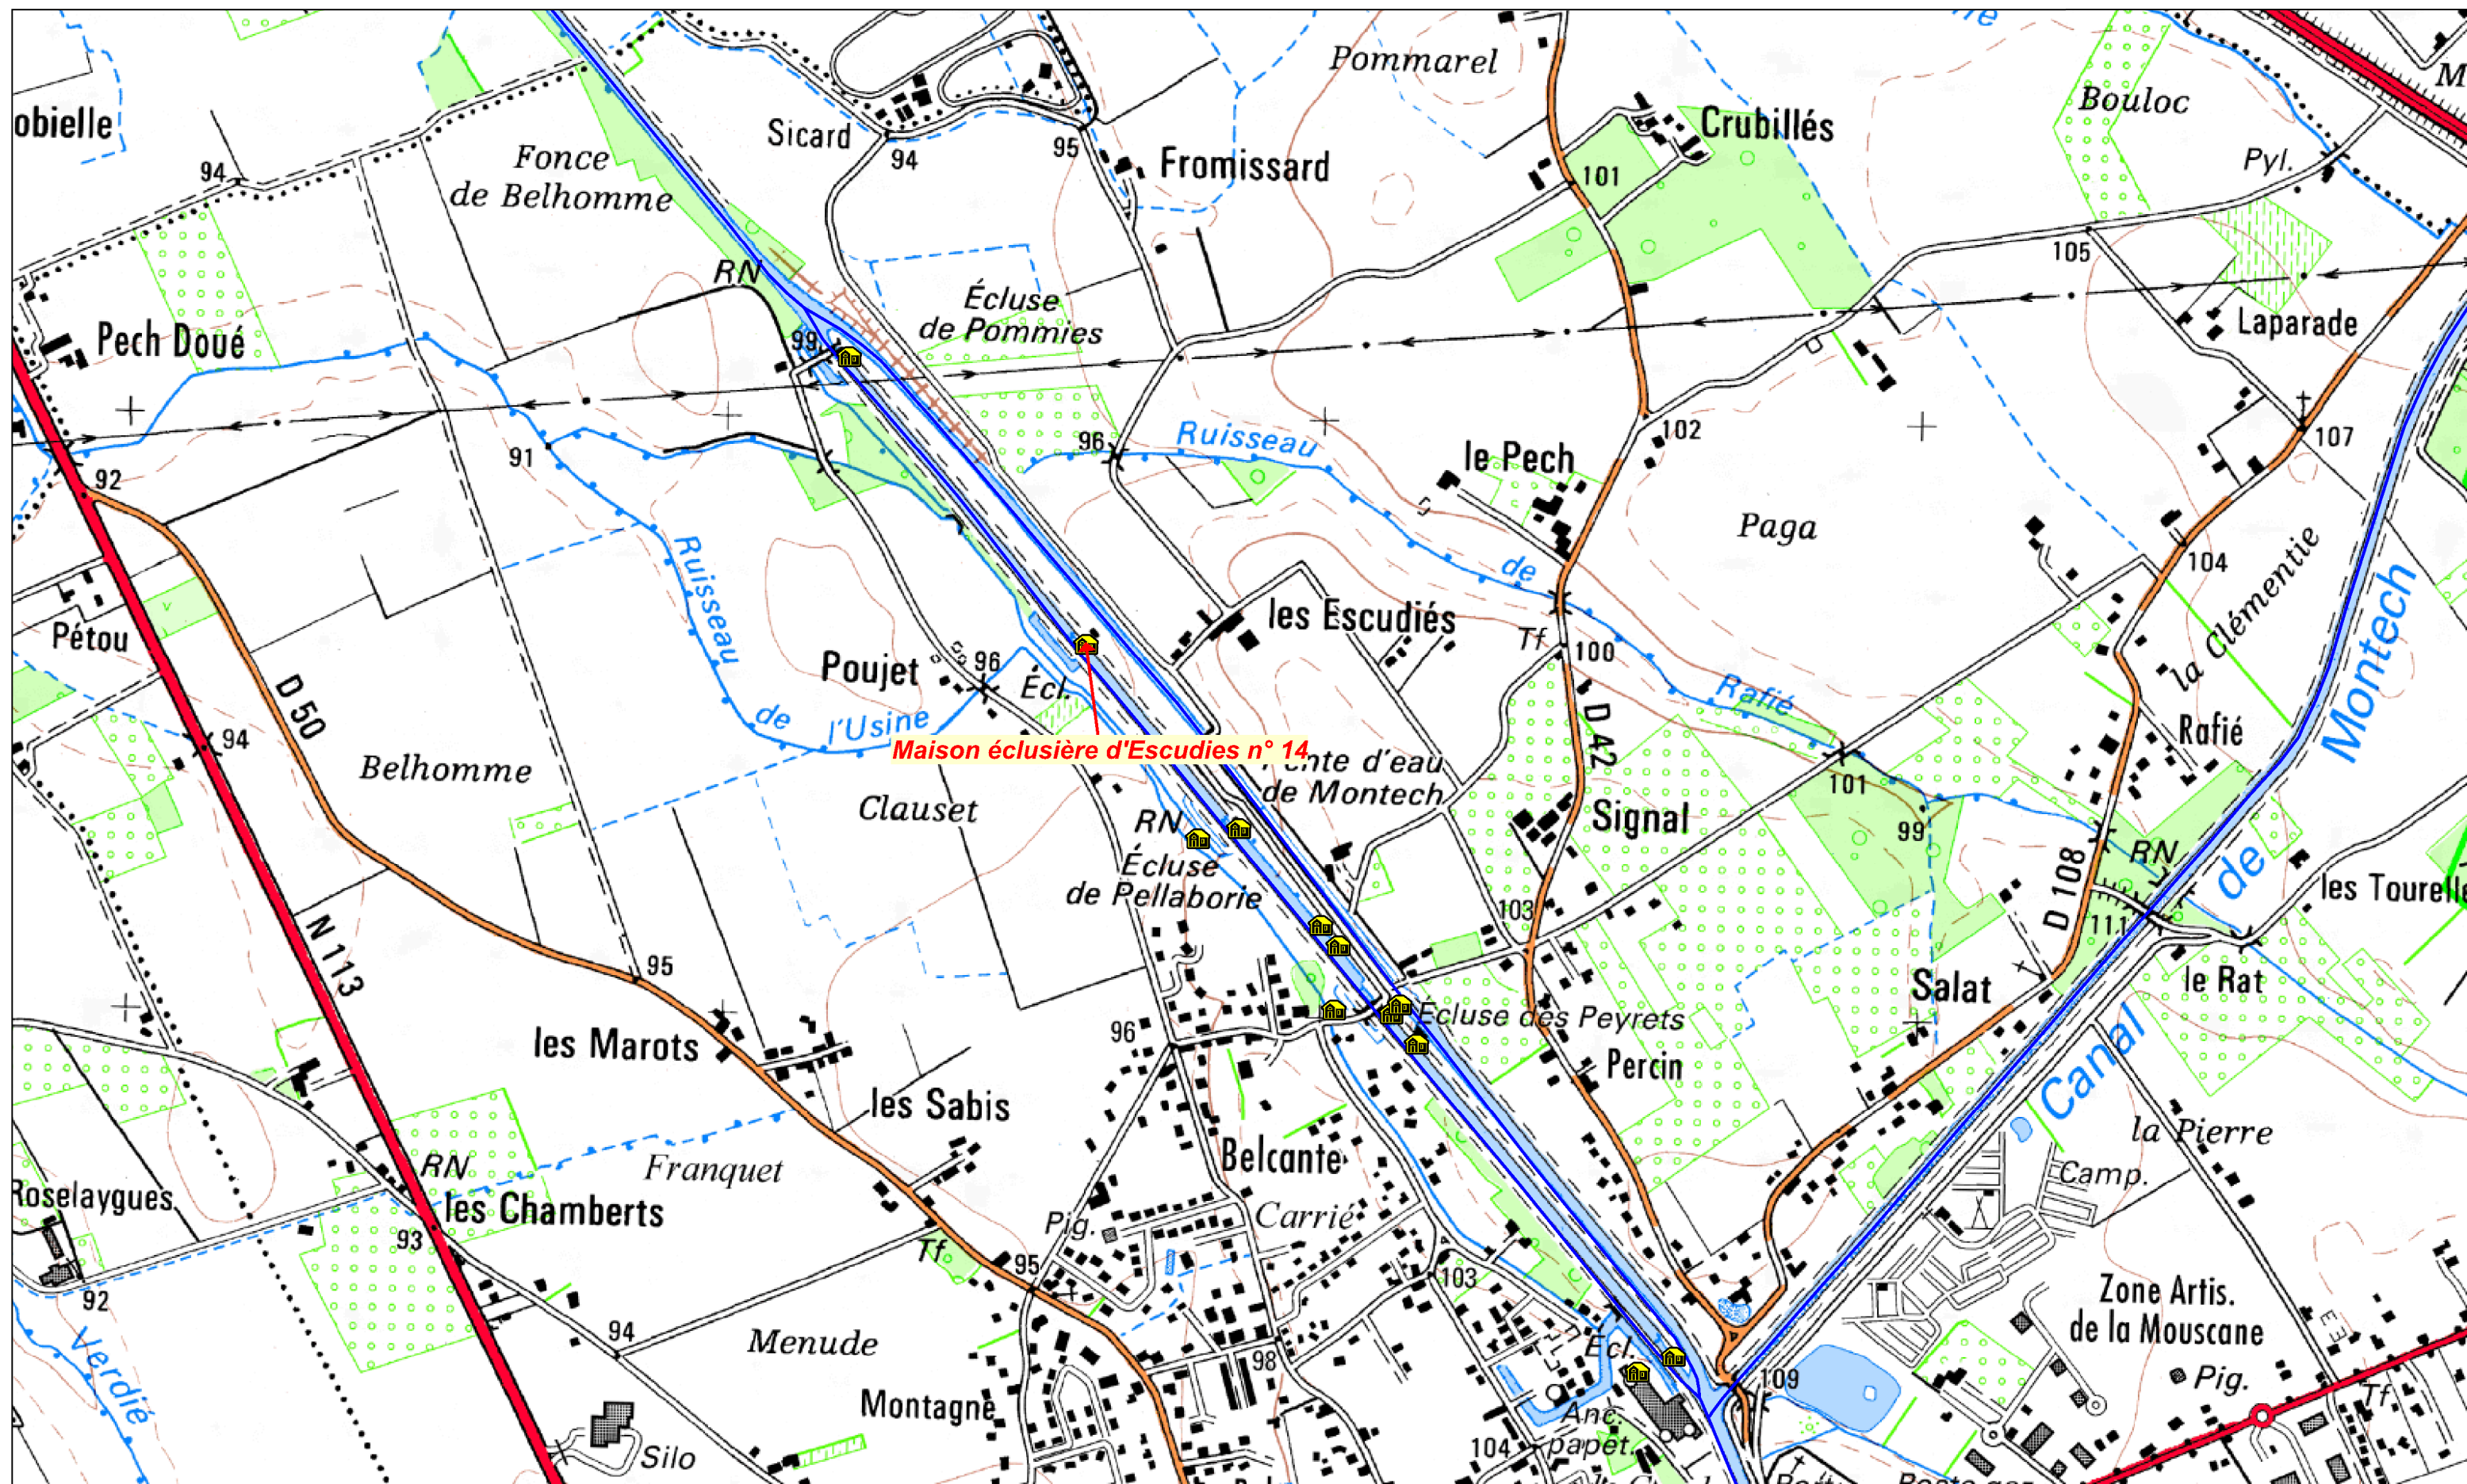 obielle
Fonce
de Belhomme
Sicard
94
95
Fromissard
Pommarel
Crubillés
101
Bouloc
Pyl.
M
94
RN
Écluse
de Pommies
105
Laparade
Pech Doué
99
92
91
96
Ruisseau
102
107
le Pech
Paga
104
la Clémentie
Pétou
D 50
Ruisseau
de
l'Usine
Poujet
96
Écl.
les Escudiés
de
Tf
100
Rafié
D 42
Rafié
Canal
de
Montech
94
Belhomme
Maison éclusière d'Escudies n° 14
nte d'eau
de Montech
Clauset
RN
Écluse
de Pellaborie
Signal
101
99
D 108
RN
111
les Tourelle
N 113
95
103
Salat
le Rat
les Marots
96
Écluse des Peyrets
Percin
les Sabis
Belcante
la Pierre
Camp.
Roselaygues
RN
les Chamberts
93
Franquet
Pig.
Carrié
Tf
95
103
Zone Artis.
de la Mouscane
92
Verdié
94
Menude
98
Écl.
109
Pig.
Tf
Montagne
Silo
Anc.
papet.
104